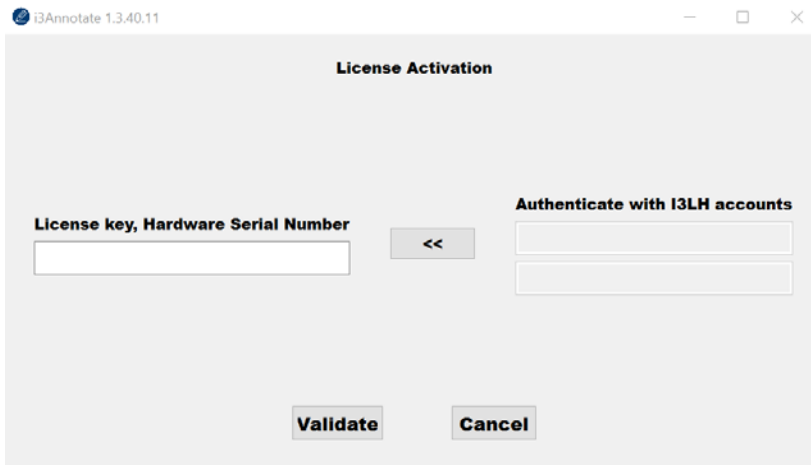 i3Annotate 1.3.40.11
License Activation
License key, Hardware Serial Number
<<
Authenticate with I3LH accounts
Validate
Cancel